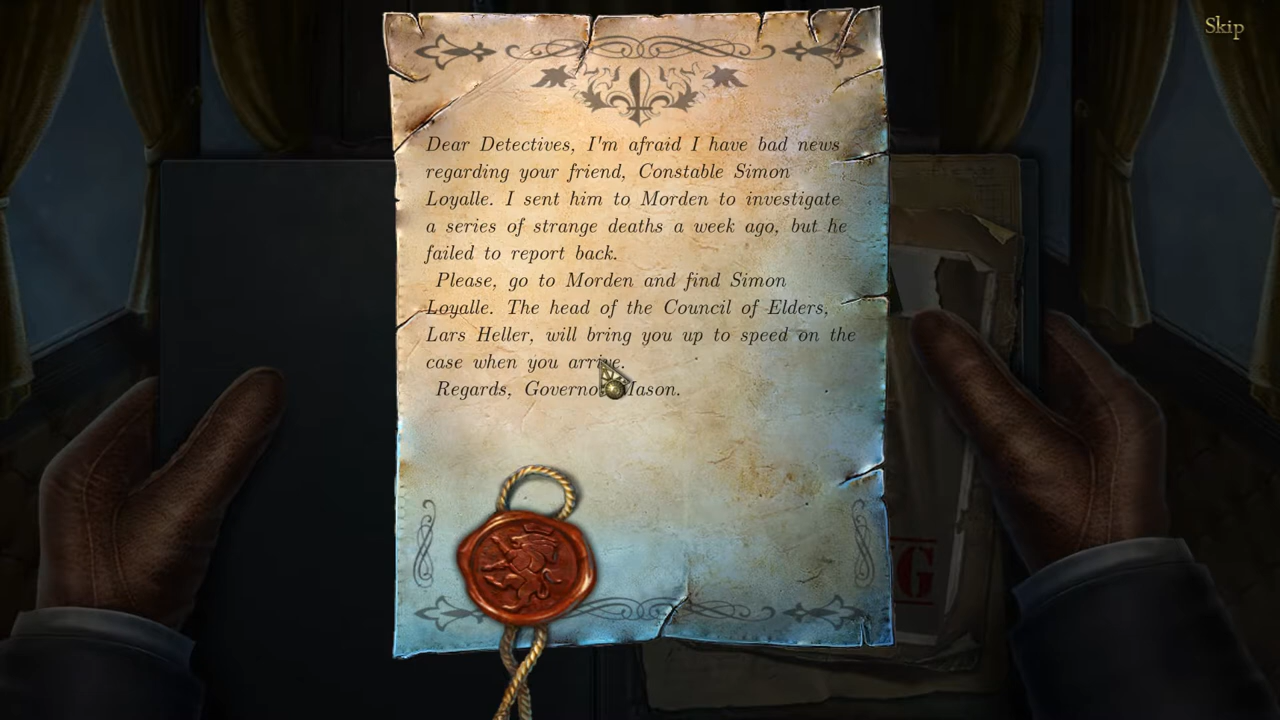 Skip
Dear Detectives, I'm afraid I have bad news
regarding your friend, Constable Simon
Loyalle. I sent him to Morden to investigate
a series of strange deaths a week ago, but he
failed to report back.
Please, go to Morden and find Simon
Loyalle. The head of the Council of Elders,
Lars Heller, will bring you up to speed on the
case when you arrive.
Regards, Governor Mason.
G